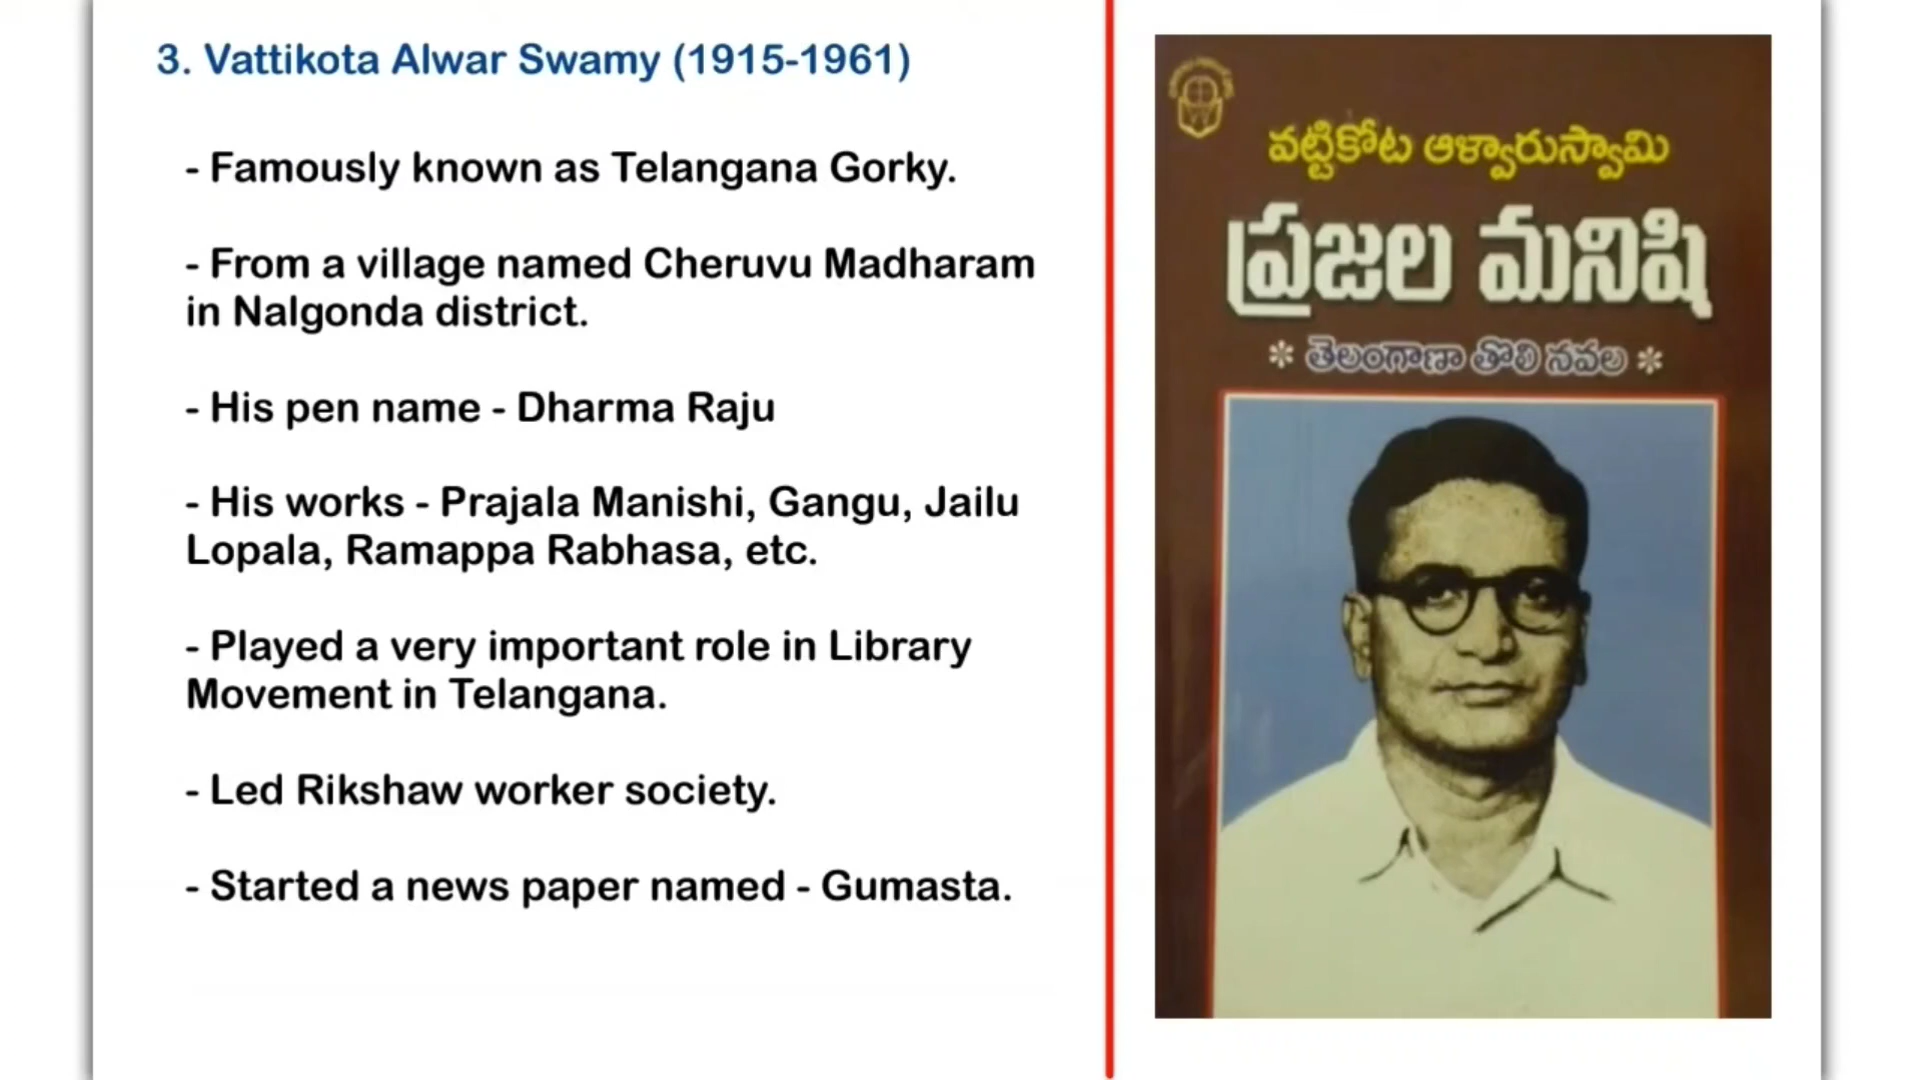 3. Vattikota Alwar Swamy (1915-1961)
- Famously known as Telangana Gorky.
- From a village named Cheruvu Madharam
in Nalgonda district.
- His pen name - Dharma Raju
- His works - Prajala Manishi, Gangu, Jailu
Lopala, Ramappa Rabhasa, etc.
- Played a very important role in Library
Movement in Telangana.
- Led Rikshaw worker society.
- Started a news paper named - Gumasta.
వట్టికోట ఆళ్వారుస్వామి
ప్రజల మనిషి
* తెలంగాణా తొలి నవల *